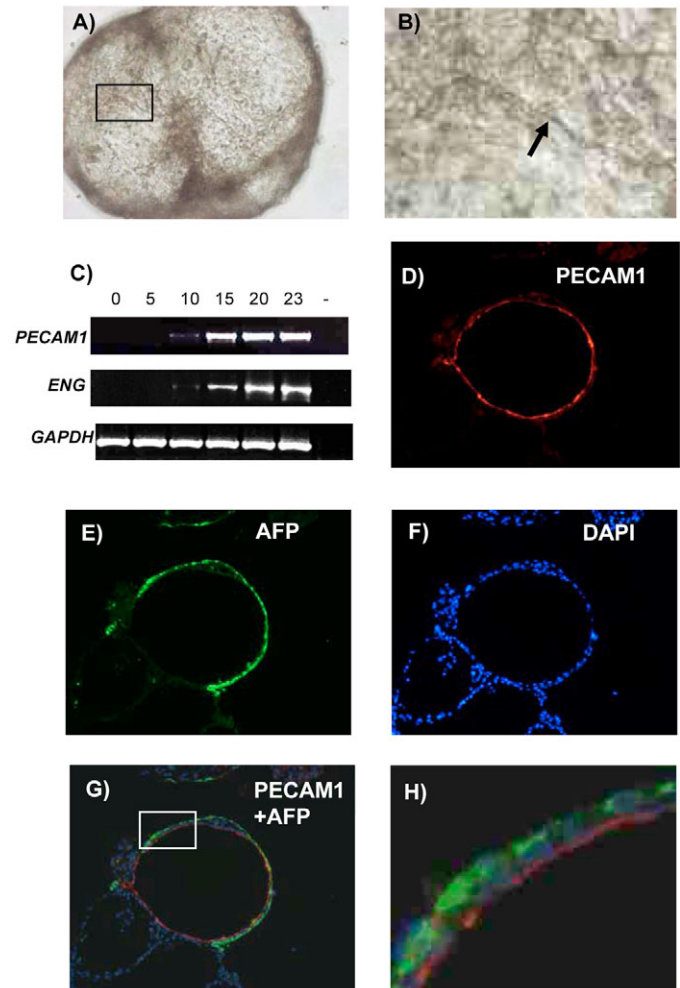 A)
B)
C)
0 5 10 15 20 23 -
PECAM1
ENG
GAPDH
D)
PECAM1
E)
AFP
F)
DAPI
G)
PECAM1
+AFP
H)